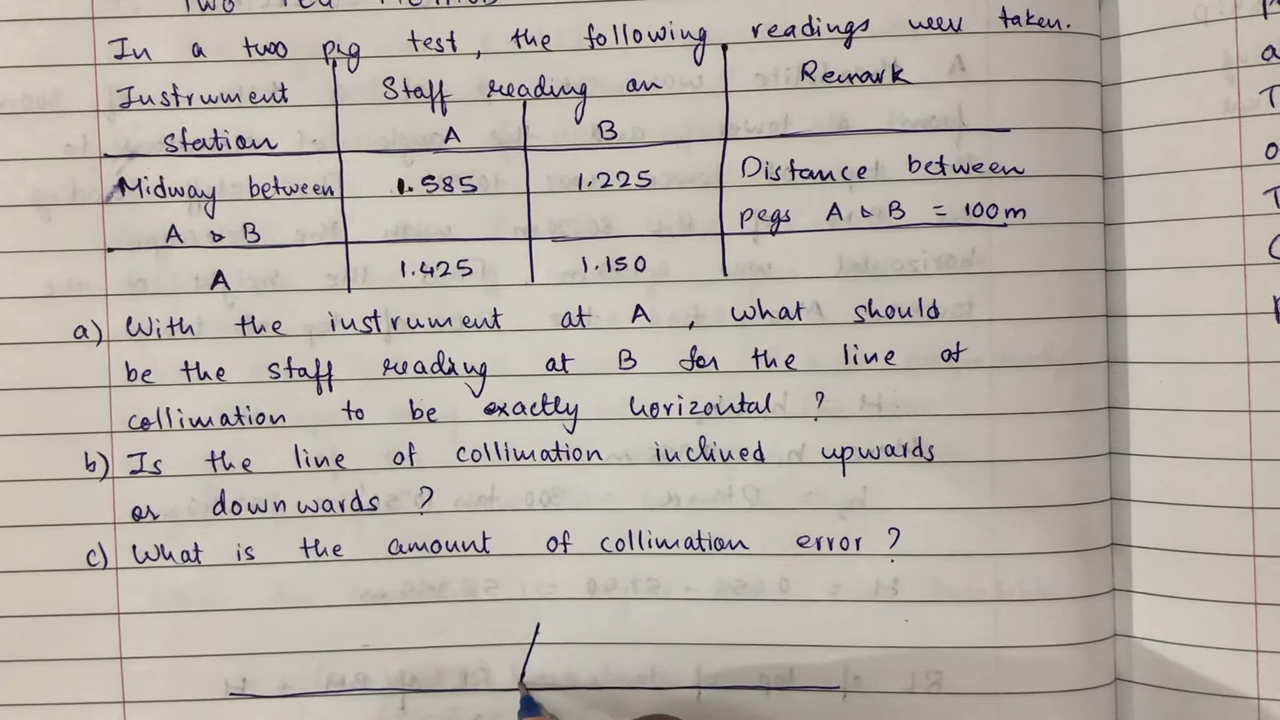 In a two peg test, the following readings were taken.
Instrument station Staff reading on Remark
A B
Midway between A & B 1.585 1.225 Distance between pegs A & B = 100m
A 1.425 1.150
a) With the instrument at A, what should
be the staff reading at B for the line of
collimation to be exactly horizontal ?
b) Is the line of collimation inclined upwards
or downwards ?
c) What is the amount of collimation error ?